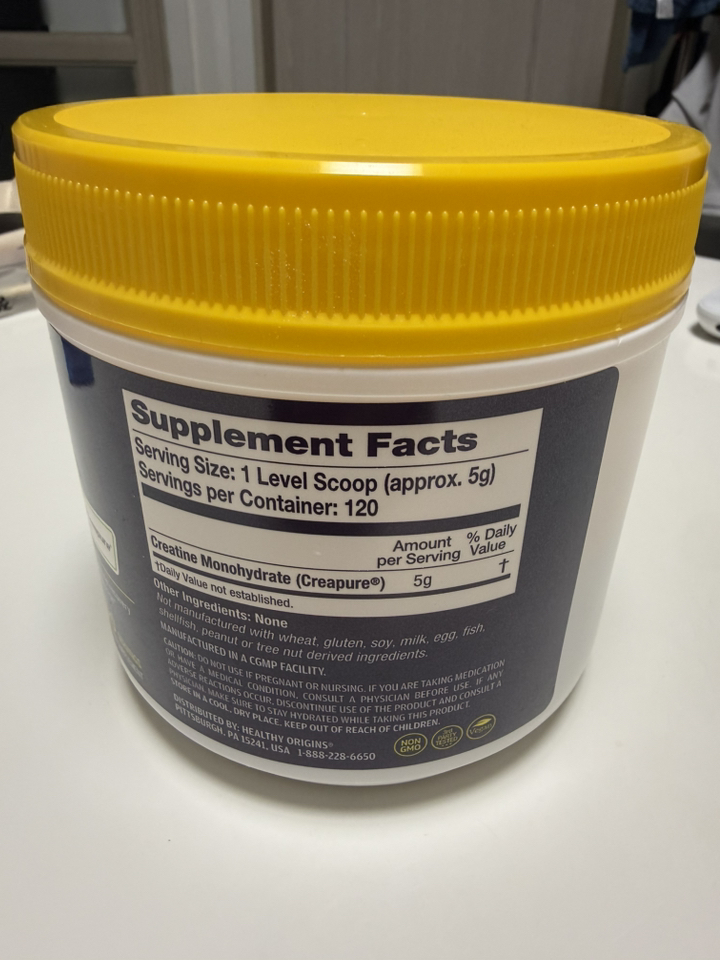 Supplement Facts
Serving Size: 1 Level Scoop (approx. 5g)
Servings per Container: 120
Amount per Serving
% Daily Value
Creatine Monohydrate (Creapure®) 5g †
†Daily Value not established.
Other Ingredients: None
Not manufactured with wheat, gluten, soy, milk, egg, fish,
shellfish, peanut or tree nut derived ingredients.
MANUFACTURED IN A CGMP FACILITY.
CAUTION: DO NOT USE IF PREGNANT OR NURSING. IF YOU ARE TAKING MEDICATION
OR HAVE A MEDICAL CONDITION, CONSULT A PHYSICIAN BEFORE USE. IF ANY
ADVERSE REACTIONS OCCUR, DISCONTINUE USE OF THE PRODUCT AND CONSULT A
PHYSICIAN. MAKE SURE TO STAY HYDRATED WHILE TAKING THIS PRODUCT.
STORE IN A COOL, DRY PLACE. KEEP OUT OF REACH OF CHILDREN.
DISTRIBUTED BY: HEALTHY ORIGINS®
PITTSBURGH, PA 15241, USA 1-888-228-6650
NON GMO
3RD PARTY TESTED
Vegan